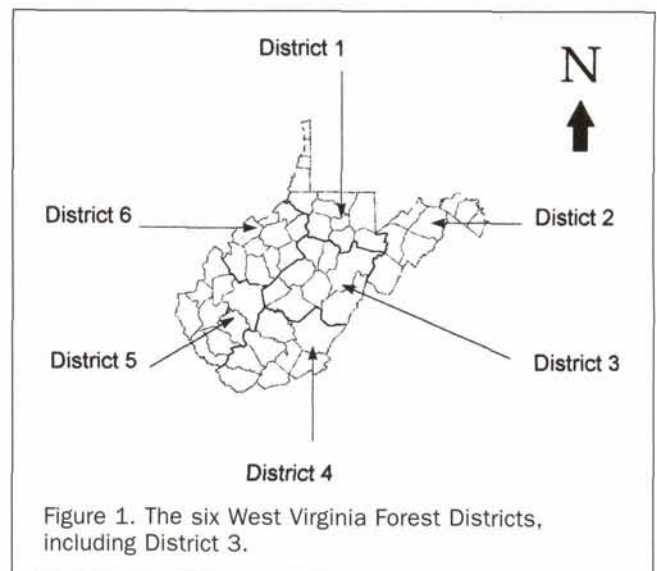 District 1
N
District 6
Distict 2
District 5
District 3
District 4
Figure 1. The six West Virginia Forest Districts,
including District 3.